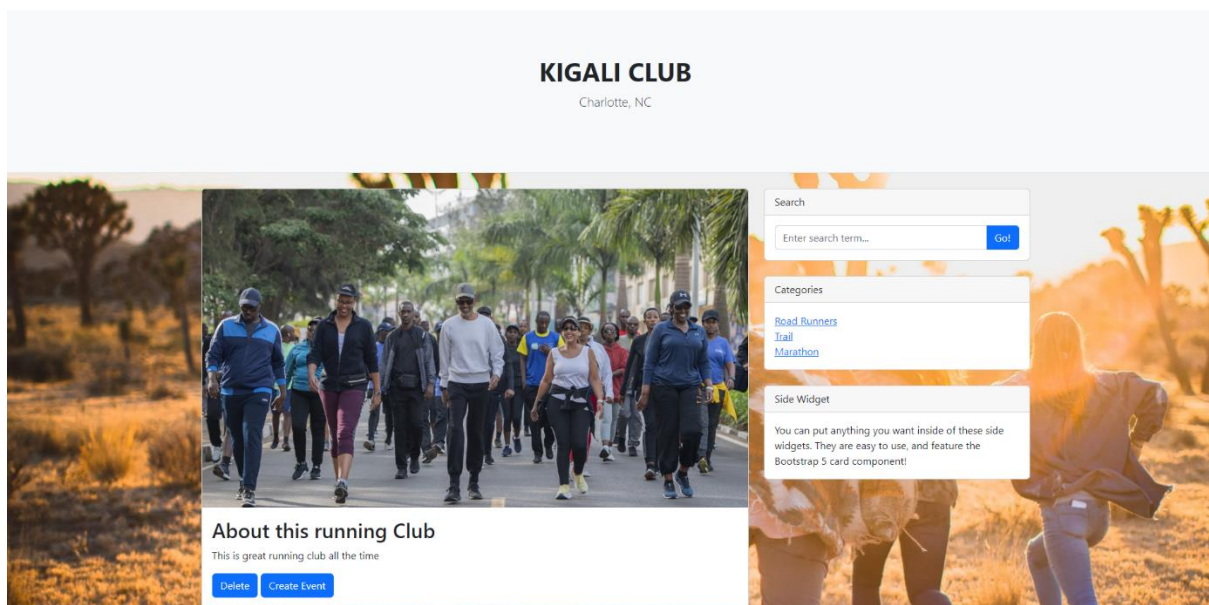 KIGALI CLUB
Charlotte, NC
Search
Enter search term...
Go!
Categories
Road Runners
Trail
Marathon
Side Widget
You can put anything you want inside of these side
widgets. They are easy to use, and feature the
Bootstrap 5 card component!
About this running Club
This is great running club all the time
Delete
Create Event